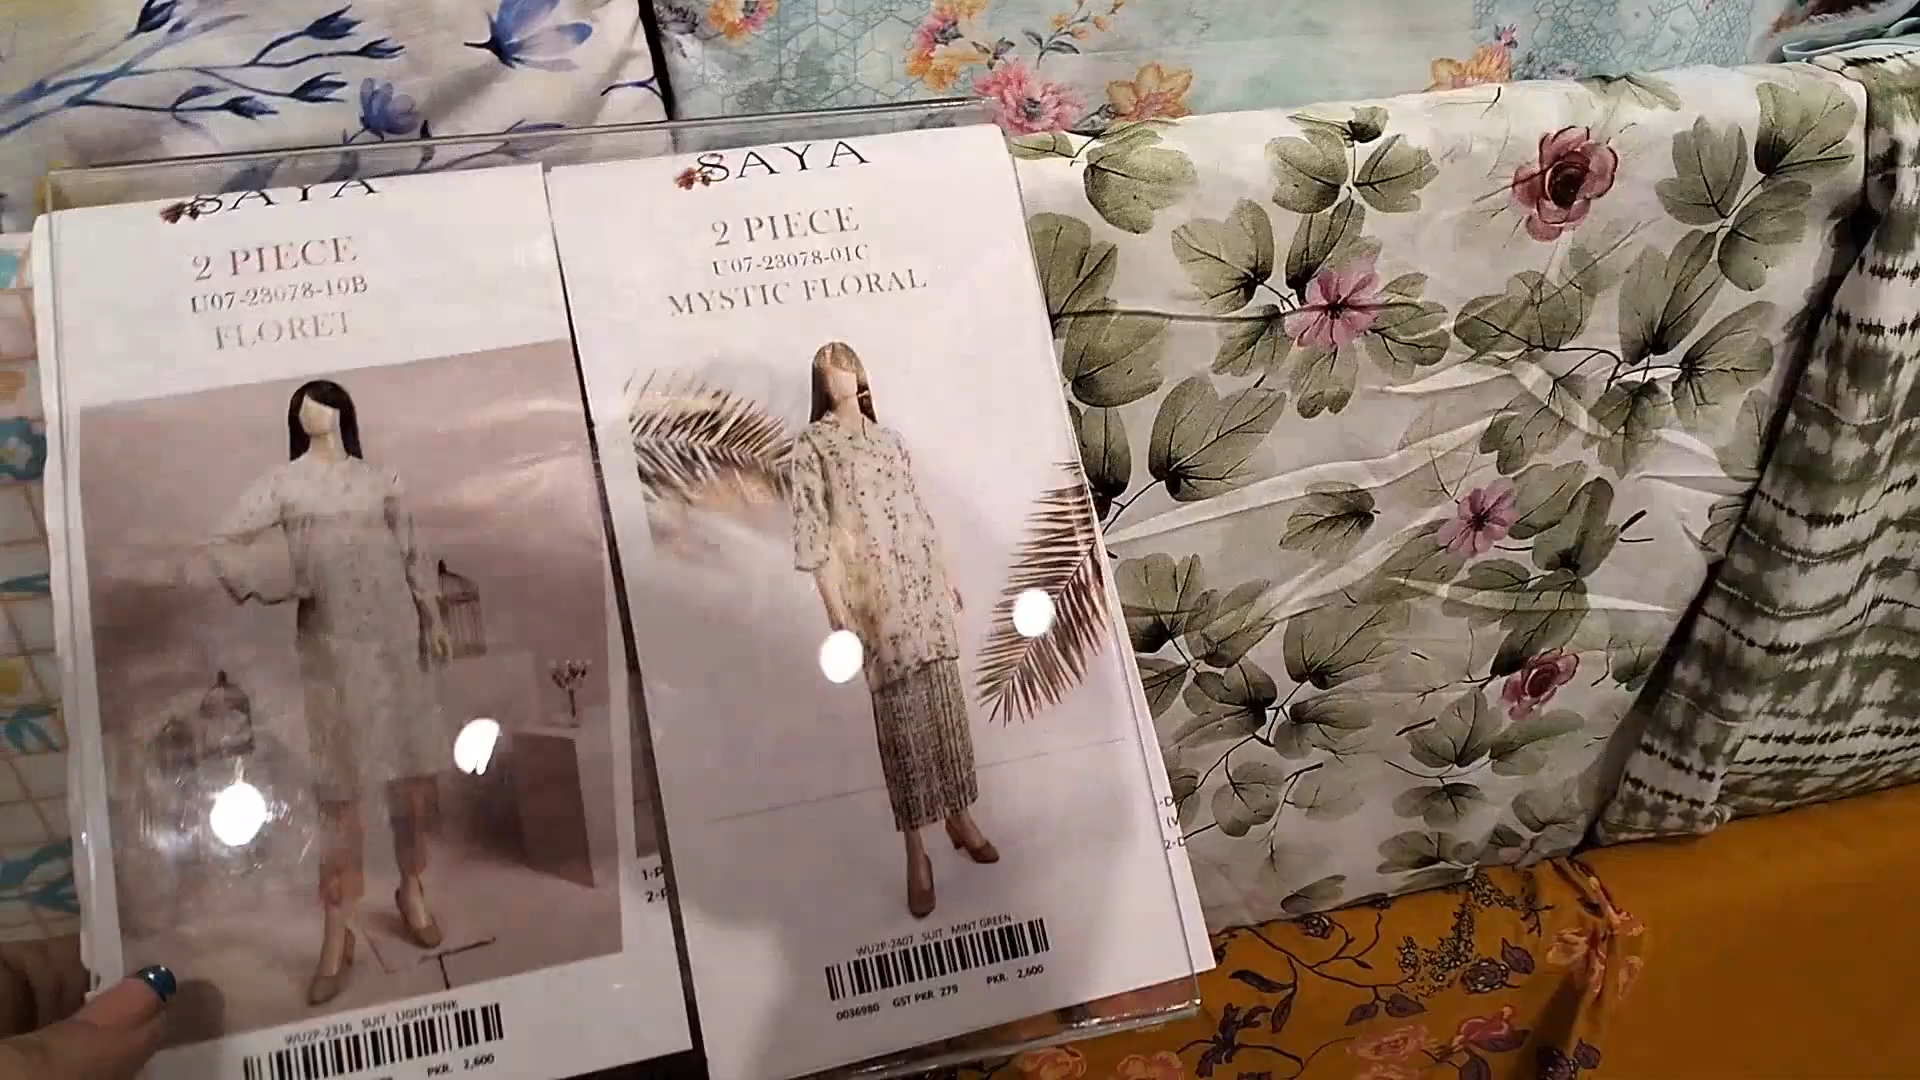 SAYA
2 PIECE
U07-23078-10B
FLORET
WU2P-2316 SUIT LIGHT PINK
PKR. 2,600
SAYA
2 PIECE
U07-23078-01C
MYSTIC FLORAL
WU2P-2407 SUIT MINT GREEN
0036980 GST PKR 279 PKR. 2,600